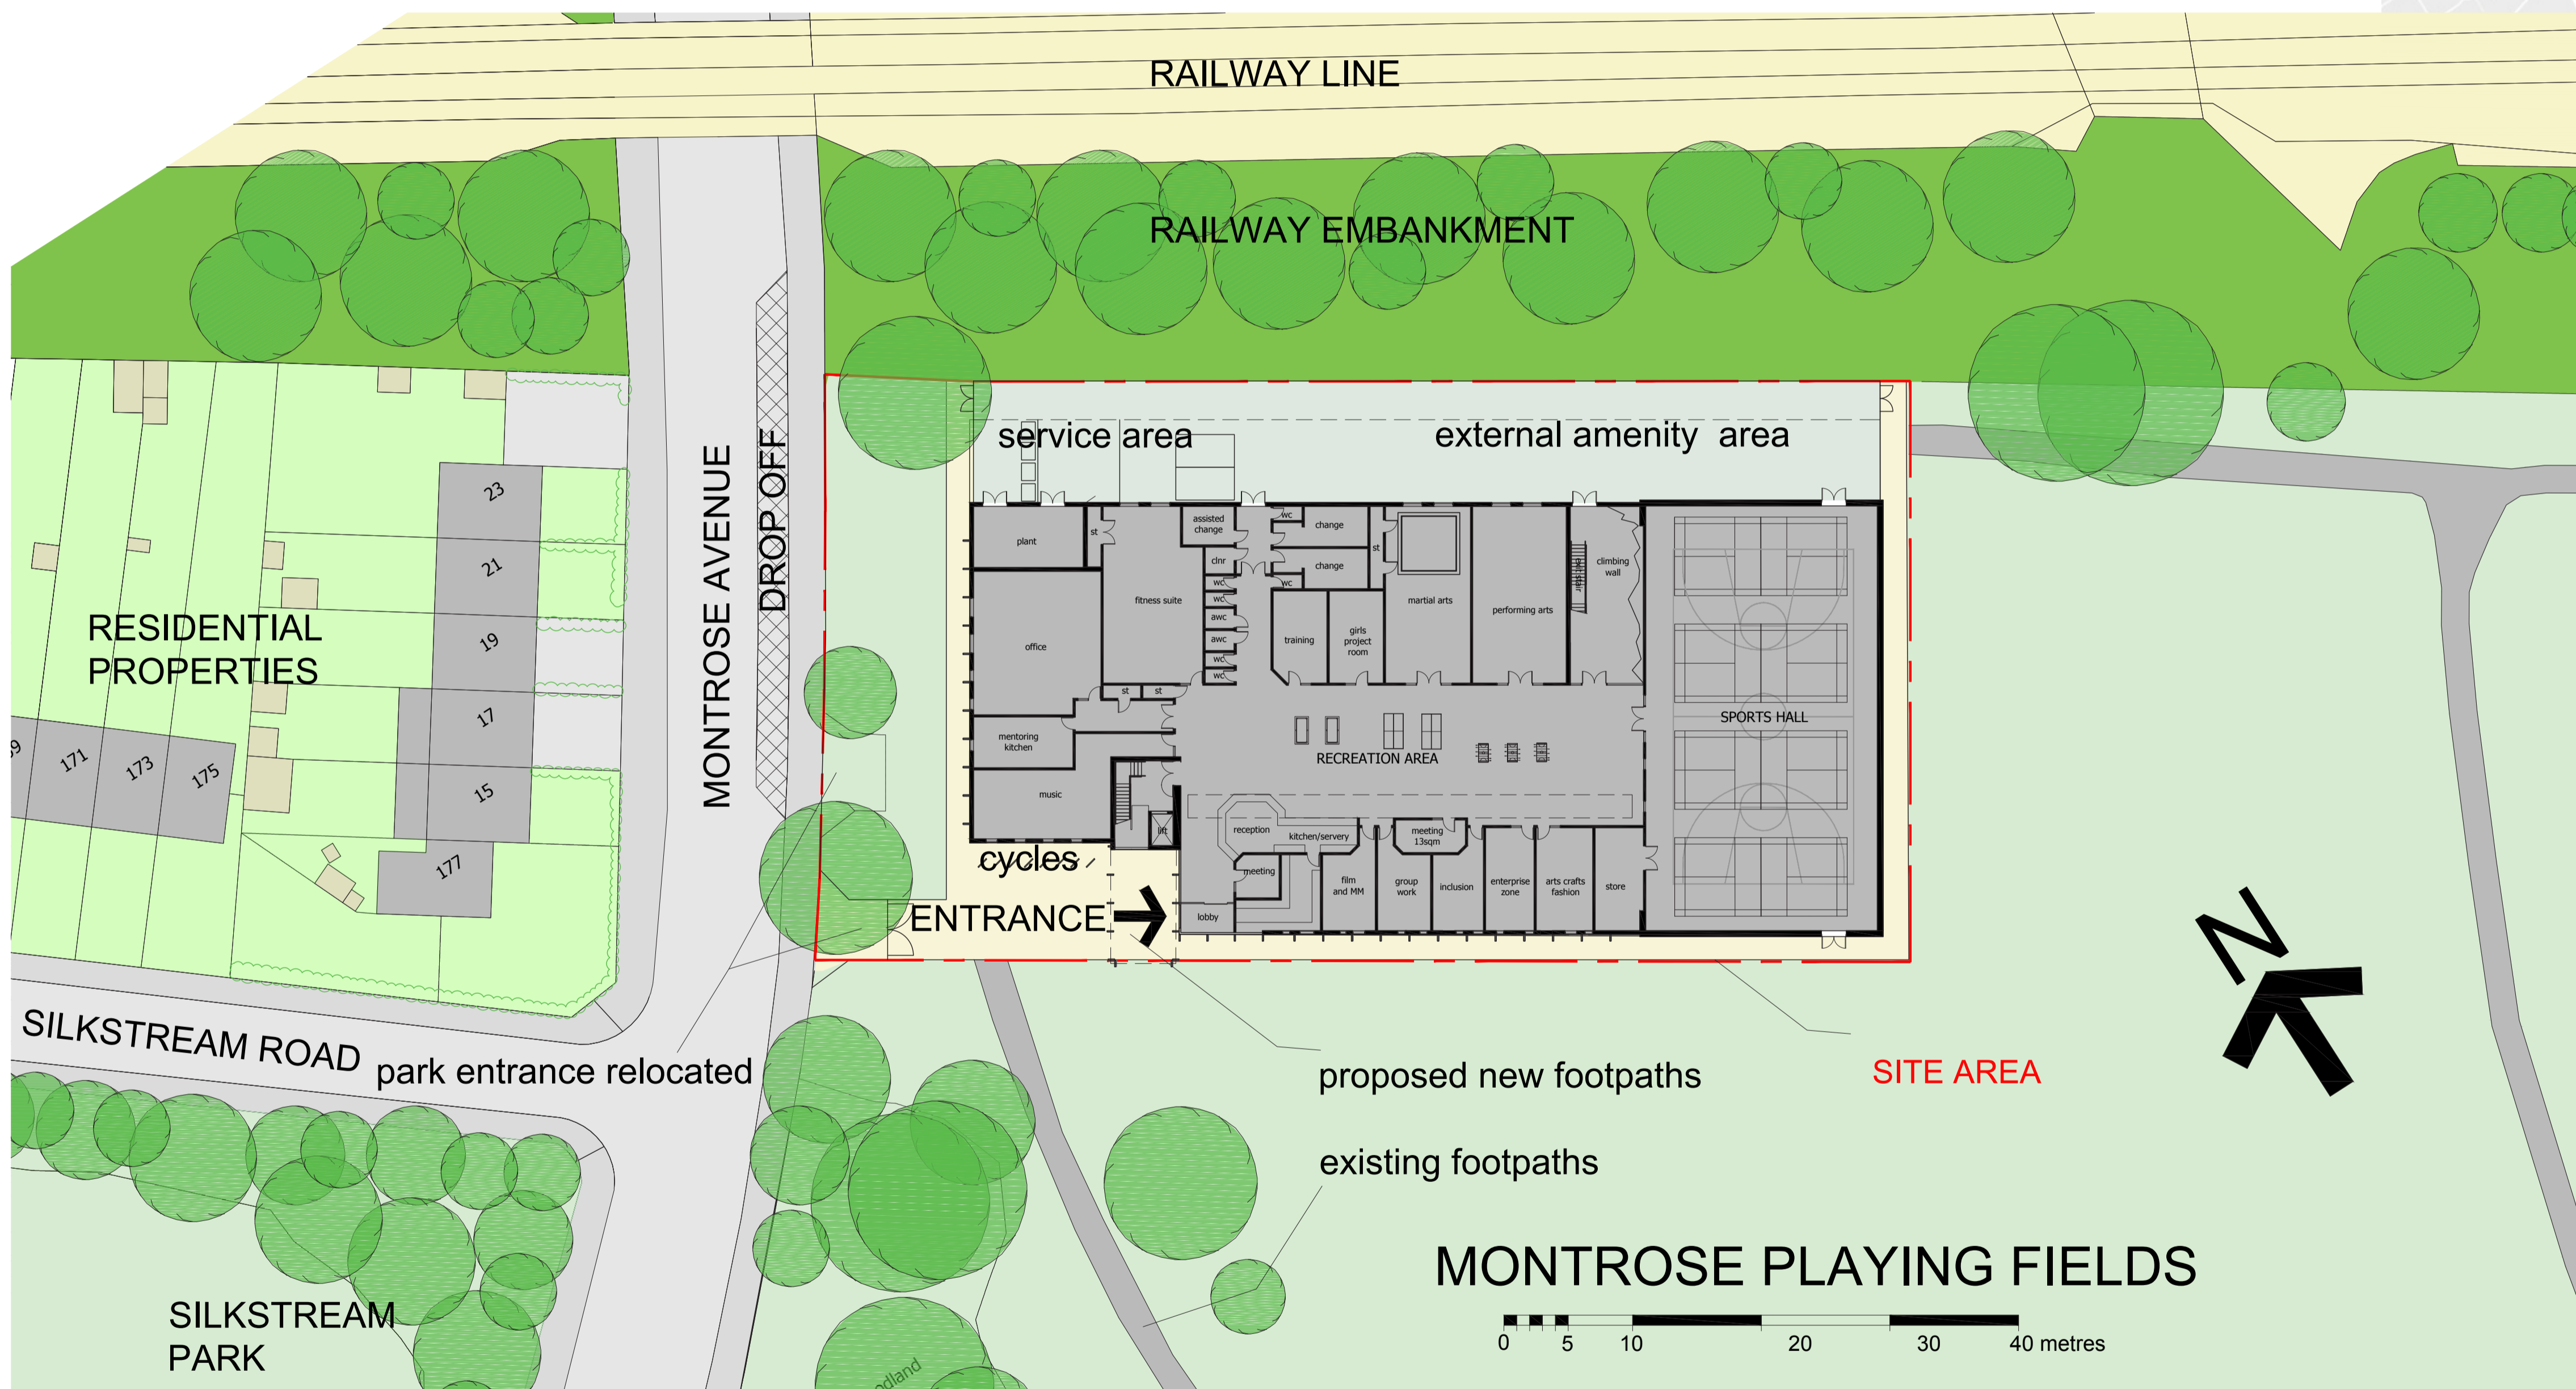 RAILWAY LINE
RAILWAY EMBANKMENT
service area
external amenity area
MONTROSE AVENUE
DROP OFF
RESIDENTIAL
PROPERTIES
23
21
19
17
15
177
171
173
175
plant
st
fitness suite
assisted
change
clnr
wc
wc
awc
awc
wc
wc
wc
change
change
wc
st
office
training
girls
project
room
martial arts
performing arts
exit stair
climbing
wall
st
st
mentoring
kitchen
music
lift
RECREATION AREA
SPORTS HALL
reception
kitchen/servery
meeting
13sqm
meeting
lobby
film
and MM
group
work
inclusion
enterprise
zone
arts crafts
fashion
store
cycles
ENTRANCE
N
SILKSTREAM ROAD
park entrance relocated
proposed new footpaths
SITE AREA
existing footpaths
SILKSTREAM
PARK
MONTROSE PLAYING FIELDS
0 5 10 20 30 40 metres